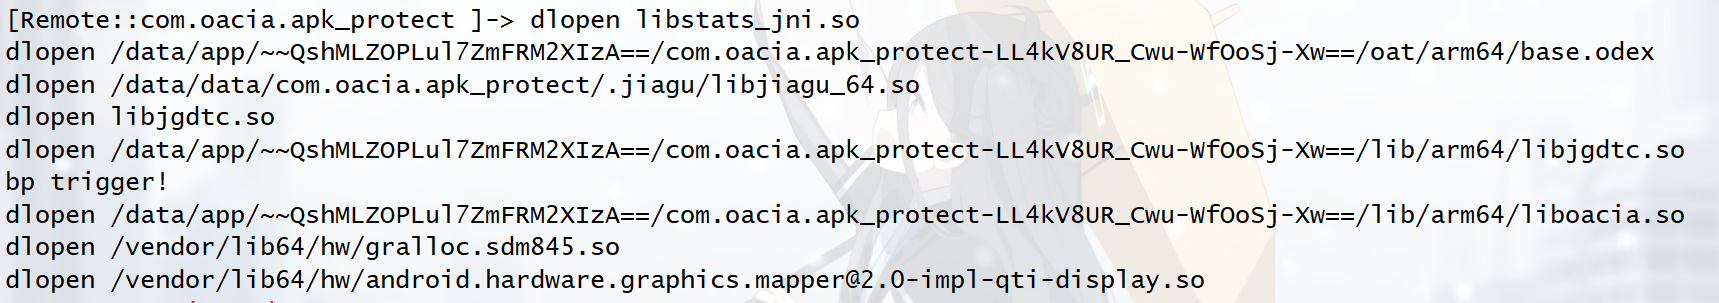 [Remote::com.oacia.apk_protect ]-> dlopen libstats_jni.so
dlopen /data/app/~~QshMLZOPLul7ZmFRM2XIzA==/com.oacia.apk_protect-LL4kV8UR_Cwu-WfOoSj-Xw==/oat/arm64/base.odex
dlopen /data/data/com.oacia.apk_protect/.jiagu/libjiagu_64.so
dlopen libjgdtc.so
dlopen /data/app/~~QshMLZOPLul7ZmFRM2XIzA==/com.oacia.apk_protect-LL4kV8UR_Cwu-WfOoSj-Xw==/lib/arm64/libjgdtc.so
bp trigger!
dlopen /data/app/~~QshMLZOPLul7ZmFRM2XIzA==/com.oacia.apk_protect-LL4kV8UR_Cwu-WfOoSj-Xw==/lib/arm64/liboacia.so
dlopen /vendor/lib64/hw/gralloc.sdm845.so
dlopen /vendor/lib64/hw/android.hardware.graphics.mapper@2.0-impl-qti-display.so